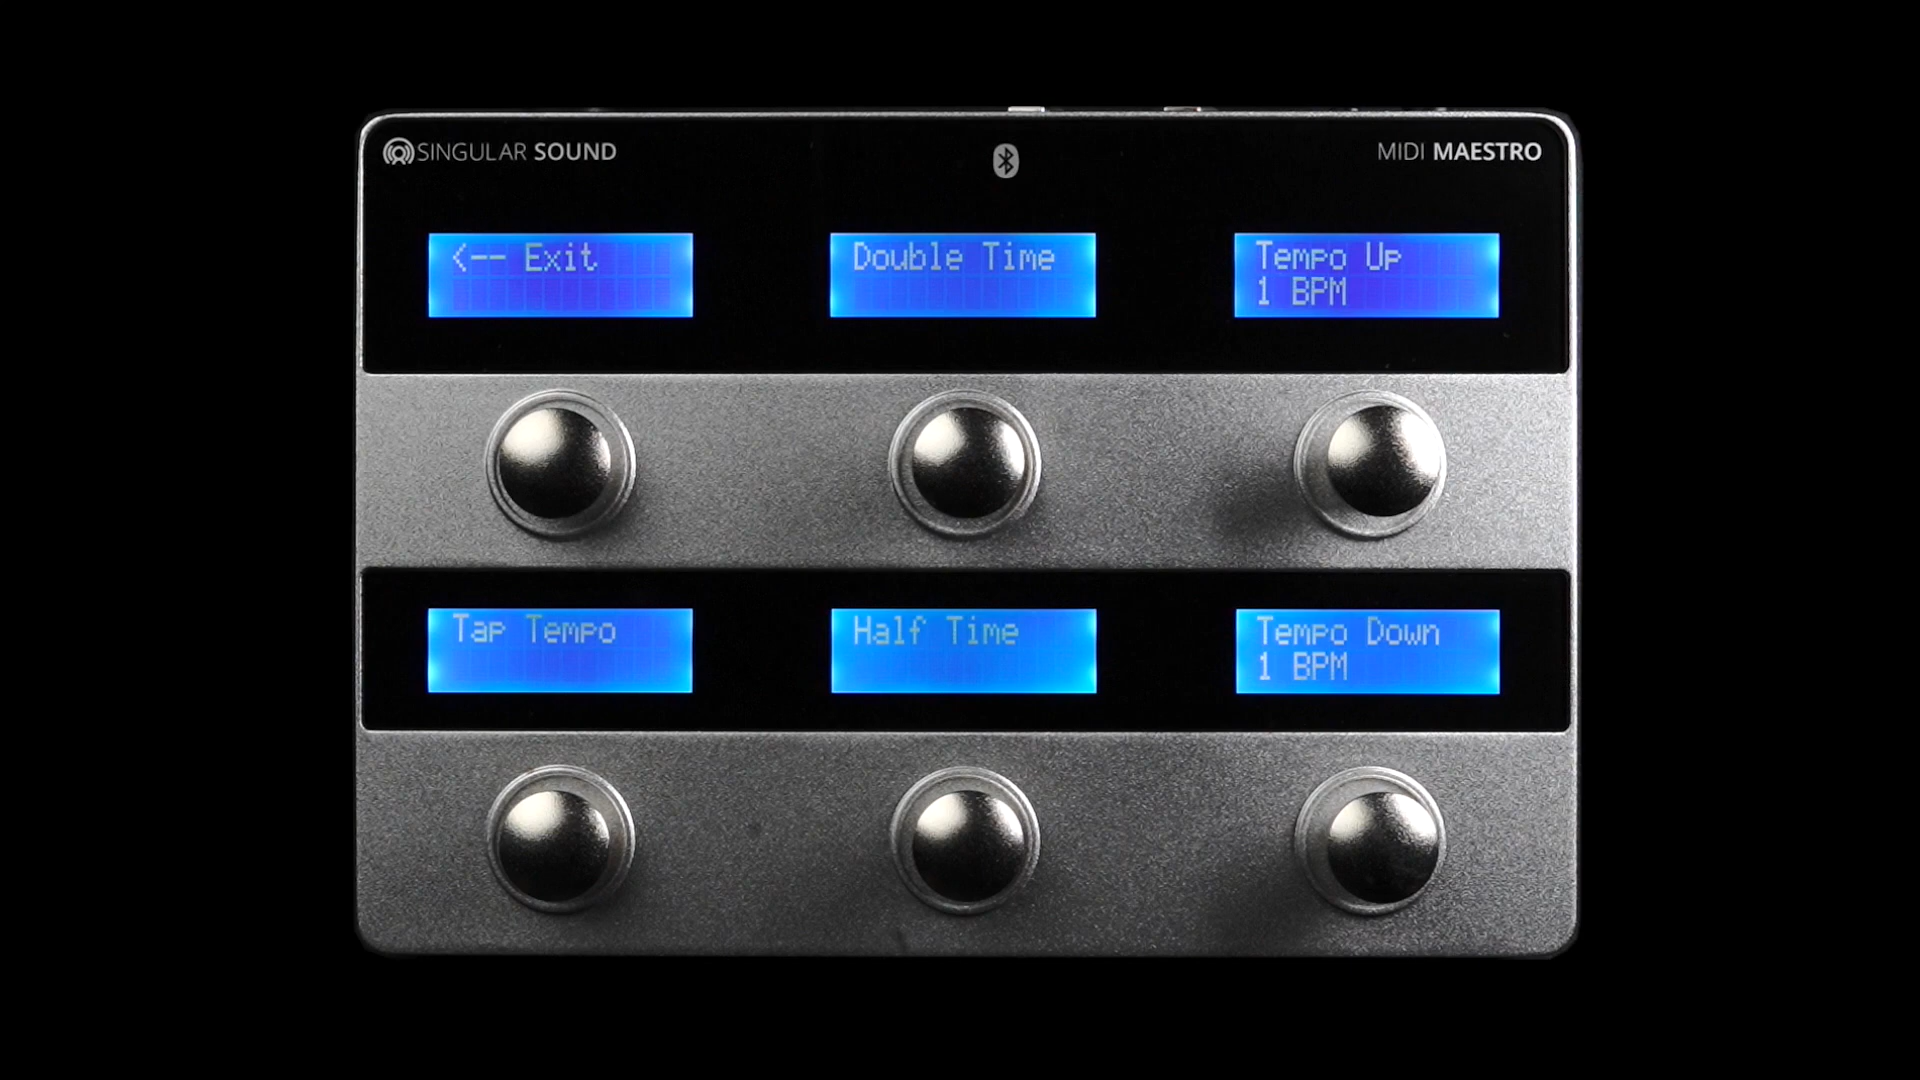 SINGULAR SOUND
MIDI MAESTRO
<-- Exit
Double Time
Tempo Up
1 BPM
Tap Tempo
Half Time
Tempo Down
1 BPM